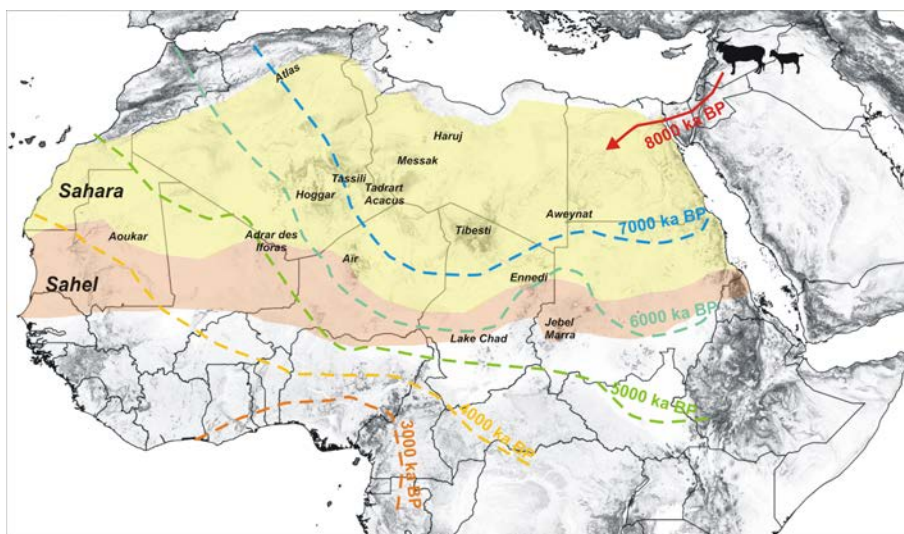 Atlas
8000 ka BP
Haruj
Messak
Tassili
Hoggar
Tadrart
Acacus
Sahara
Aweynat
7000 ka BP
Aoukar
Adrar des
Iforas
Tibesti
Aïr
Sahel
Ennedi
6000 ka BP
Jebel
Marra
Lake Chad
5000 ka BP
4000 ka BP
3000 ka BP